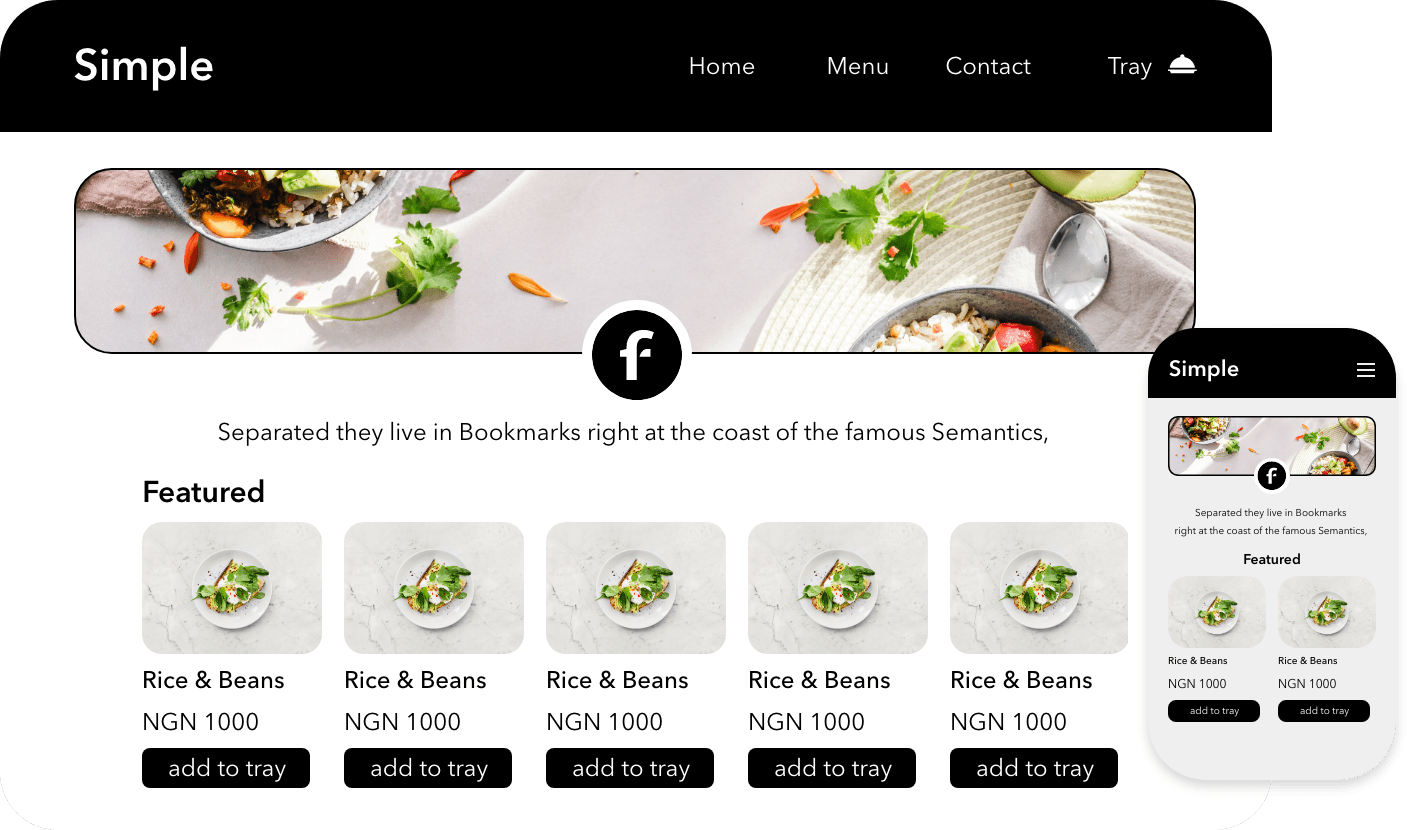 Simple
Home Menu Contact Tray
f
Separated they live in Bookmarks right at the coast of the famous Semantics,
Featured
Rice & Beans Rice & Beans Rice & Beans Rice & Beans Rice & Beans
NGN 1000 NGN 1000 NGN 1000 NGN 1000 NGN 1000
add to tray add to tray add to tray add to tray add to tray
Simple
f
Separated they live in Bookmarks
right at the coast of the famous Semantics,
Featured
Rice & Beans Rice & Beans
NGN 1000 NGN 1000
add to tray add to tray